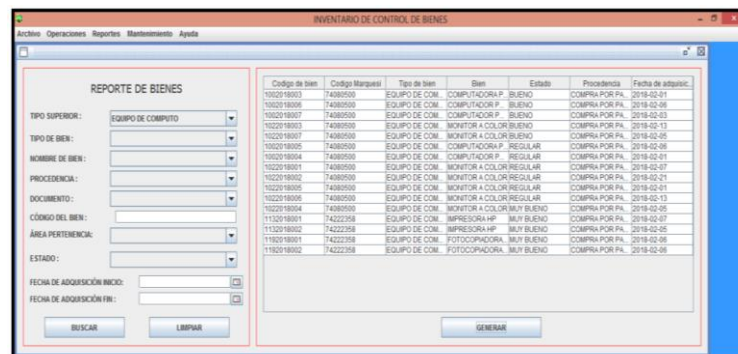 INVENTARIO DE CONTROL DE BIENES
Archivo Operaciones Reportes Mantenimiento Ayuda
REPORTE DE BIENES
TIPO SUPERIOR :
EQUIPO DE COMPUTO
TIPO DE BIEN :
NOMBRE DE BIEN :
PROCEDENCIA :
DOCUMENTO :
CÓDIGO DEL BIEN :
ÁREA PERTENENCIA:
ESTADO :
FECHA DE ADQUISICIÓN INICIO:
FECHA DE ADQUISICIÓN FIN :
BUSCAR LIMPIAR
Codigo de bien Codigo Marquesi Tipo de bien Bien Estado Procedencia Fecha de adquisic...
1002018003 74080500 EQUIPO DE COM... COMPUTADORA P... BUENO COMPRA POR PA... 2018-02-01
1002018006 74080500 EQUIPO DE COM... COMPUTADOR P... BUENO COMPRA POR PA... 2018-02-06
1002018007 74080500 EQUIPO DE COM... COMPUTADOR P... BUENO COMPRA POR PA... 2018-02-03
1022018003 74080500 EQUIPO DE COM... MONITOR A COLOR BUENO COMPRA POR PA... 2018-02-13
1022018007 74080500 EQUIPO DE COM... MONITOR A COLOR BUENO COMPRA POR PA... 2018-02-05
1002018005 74080500 EQUIPO DE COM... COMPUTADORA P... REGULAR COMPRA POR PA... 2018-02-06
1002018004 74080500 EQUIPO DE COM... COMPUTADOR P... REGULAR COMPRA POR PA... 2018-02-01
1022018001 74080500 EQUIPO DE COM... MONITOR A COLOR REGULAR COMPRA POR PA... 2018-02-07
1022018002 74080500 EQUIPO DE COM... MONITOR A COLOR REGULAR COMPRA POR PA... 2018-02-21
1022018005 74080500 EQUIPO DE COM... MONITOR A COLOR REGULAR COMPRA POR PA... 2018-02-01
1022018006 74080500 EQUIPO DE COM... MONITOR A COLOR REGULAR COMPRA POR PA... 2018-02-13
1022018004 74080500 EQUIPO DE COM... MONITOR A COLOR MUY BUENO COMPRA POR PA... 2018-02-05
1132018001 74222358 EQUIPO DE COM... IMPRESORA HP MUY BUENO COMPRA POR PA... 2018-02-07
1132018002 74222358 EQUIPO DE COM... IMPRESORA HP MUY BUENO COMPRA POR PA... 2018-02-05
1192018001 74222358 EQUIPO DE COM... FOTOCOPIADORA... MUY BUENO COMPRA POR PA... 2018-02-06
1192018002 74222358 EQUIPO DE COM... FOTOCOPIADORA... MUY BUENO COMPRA POR PA... 2018-02-06
GENERAR